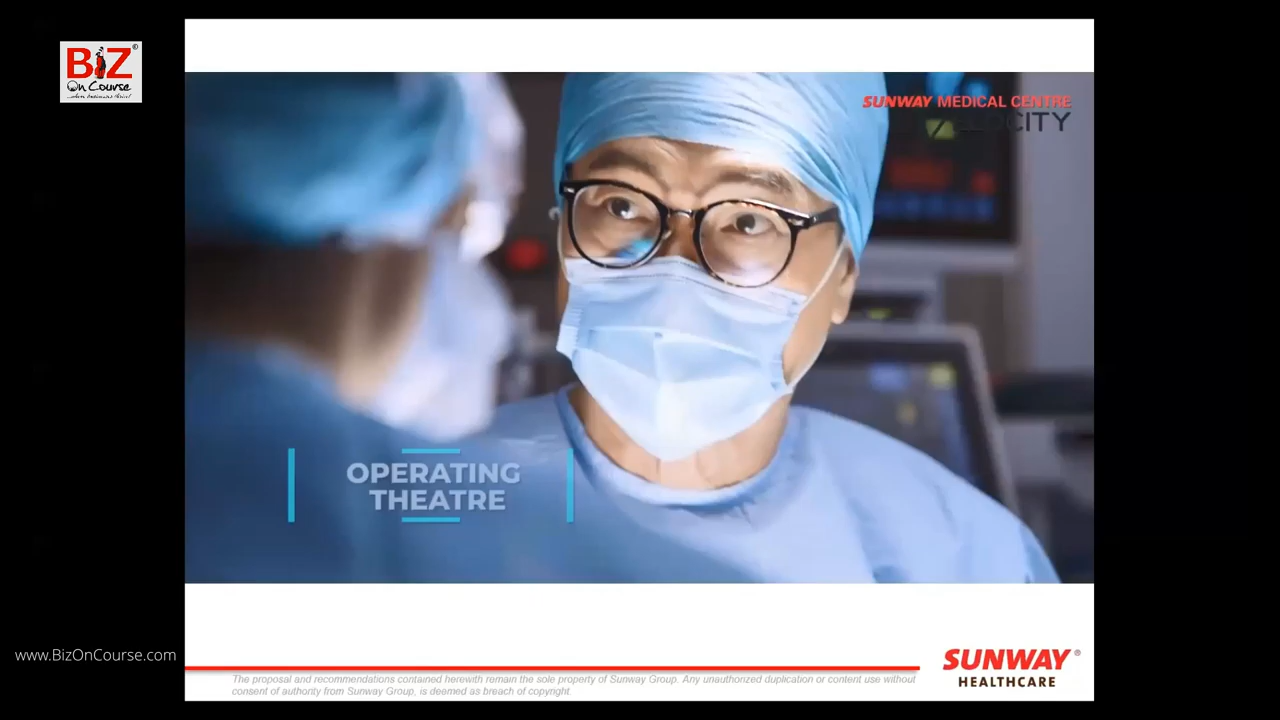 BiZ
On Course
SUNWAY MEDICAL CENTRE
OPERATING
THEATRE
www.BizOnCourse.com
SUNWAY®
HEALTHCARE
The proposal and recommendations contained herewith remain the sole property of Sunway Group. Any unauthorized duplication or content use without
consent of authority from Sunway Group, is deemed as breach of copyright.